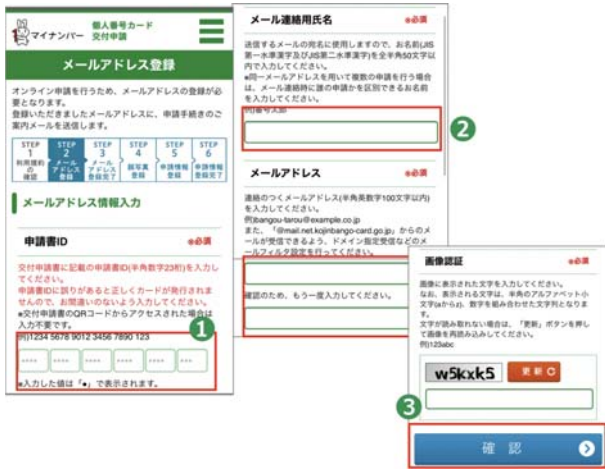 マイナンバー
個人番号カード
交付申請
メールアドレス登録
オンライン申請を行うため、メールアドレスの登録が必
要となります。
登録いただきましたメールアドレスに、申請手続きのご
案内メールを送信します。
STEP
1
利用規約
の
確認
STEP
2
メール
アドレス
登録
STEP
3
メール
アドレス
登録完了
STEP
4
顔写真
登録
STEP
5
申請情報
登録
STEP
6
申請情報
登録完了
メールアドレス情報入力
申請書ID
※必須
交付申請書に記載の申請書ID(半角数字23桁)を入力し
てください。
申請書IDに誤りがあると正しくカードが発行されま
せんので、お間違いのないよう入力してください。
※交付申請書のQRコードからアクセスされた場合は
入力不要です。
例)1234 5678 9012 3456 7890 123
1
※入力した値は「•」で表示されます。
メール連絡用氏名
※必須
送信するメールの宛名に使用しますので、お名前(JIS
第一水準漢字及びJIS第二水準漢字)を全半角50文字以
内で入力してください。
※同一メールアドレスを用いて複数の申請を行う場合
は、メール連絡時に誰の申請かを区別できるお名前
を入力してください。
例)番号太郎
2
メールアドレス
※必須
連絡のつくメールアドレス(半角英数字100文字以内)
を入力してください。
例)bangou-tarou@example.co.jp
また、「@mail.net.kojinbango-card.go.jp」からのメ
ールが受信できるよう、ドメイン指定受信などのメ
ールフィルタ設定を行ってください。
確認のため、もう一度入力してください。
画像認証
※必須
画像に表示された文字を入力してください。
なお、表示される文字は、半角のアルファベット小
文字(aからz)、数字を組み合わせた文字列となりま
す。
文字が読み取れない場合は、「更新」ボタンを押し
て画像を再読み込みしてください。
例)123abc
w5kxk5
更新
3
確認